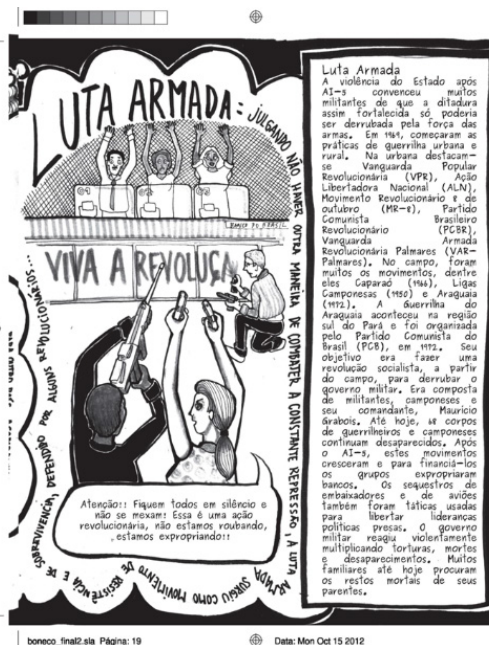 LUTA ARMADA: JULGANDO NÃO HAVER OUTRA MANEIRA DE COMBATER A CONSTANTE REPRESSÃO, A LUTA ARMADA SURGIU COMO MOVIMENTO DE RESISTÊNCIA E DE SOBREVIVÊNCIA, DEFENDIDO POR ALGUNS REVOLUCIONÁRIOS...
BANCO DO BRASIL
VIVA A REVOLUÇA
Atenção!! Fiquem todos em silêncio e
não se mexam! Essa é uma ação
revolucionária, não estamos roubando,
estamos expropriando!!
Luta Armada
A violência do Estado após
AI-5 convenceu muitos
militantes de que a ditadura
assim fortalecida só poderia
ser derrubada pela força das
armas. Em 1969, começaram as
práticas de guerrilha urbana e
rural. Na urbana destacam-
se Vanguarda Popular
Revolucionária (VPR), Ação
Libertadora Nacional (ALN),
Movimento Revolucionário 8 de
outubro (MR-8), Partido
Comunista Brasileiro
Revolucionário (PCBR),
Vanguarda Armada
Revolucionária Palmares (VAR-
Palmares). No campo, foram
muitos os movimentos, dentre
eles Caparaó (1966), Ligas
Camponesas (1950) e Araguaia
(1972). A Guerrilha do
Araguaia aconteceu na região
sul do Pará e foi organizada
pelo Partido Comunista do
Brasil (PCB), em 1972. Seu
objetivo era fazer uma
revolução socialista, a partir
do campo, para derrubar o
governo militar. Era composta
de militantes, camponeses e
seu comandante, Maurício
Grabois. Até hoje, 68 corpos
de guerrilheiros e camponeses
continuam desaparecidos. Após
o AI-5, estes movimentos
cresceram e para financiá-los
os grupos expropriaram
bancos. Os sequestros de
embaixadores e de aviões
também foram táticas usadas
para libertar lideranças
políticas presas. O governo
militar reagiu violentamente
multiplicando torturas, mortes
e desaparecimentos. Muitos
familiares até hoje procuram
os restos mortais de seus
parentes.
boneco_final2.sla Página: 19
Data: Mon Oct 15 2012